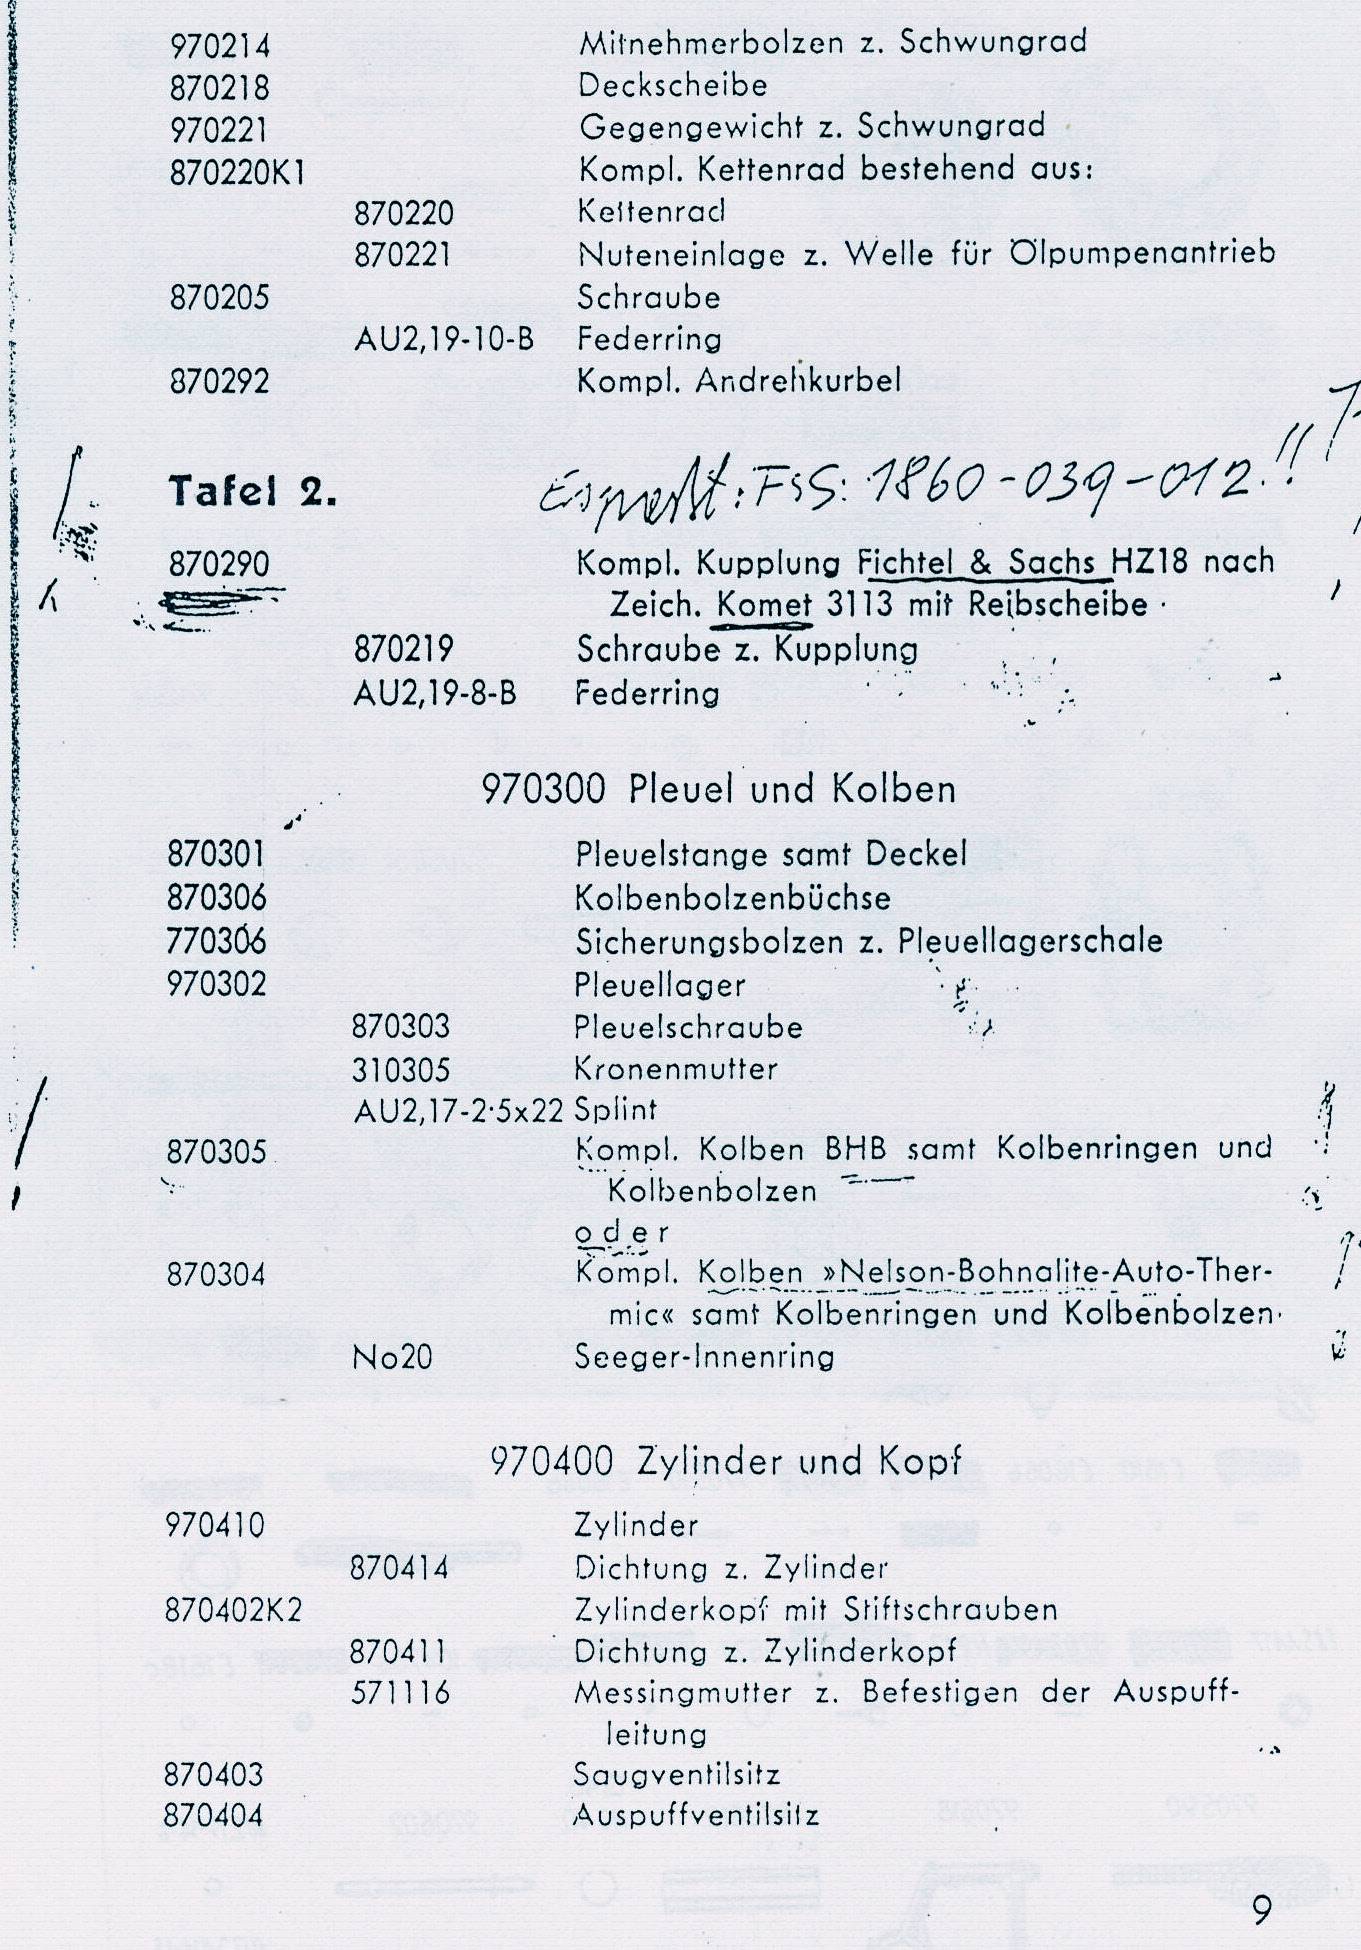 970214 Mitnehmerbolzen z. Schwungrad
870218 Deckscheibe
970221 Gegengewicht z. Schwungrad
870220K1 Kompl. Kettenrad bestehend aus:
870220 Kettenrad
870221 Nuteneinlage z. Welle für Ölpumpenantrieb
870205 Schraube
AU2,19-10-B Federring
870292 Kompl. Andrehkurbel
Tafel 2.
F&S: 1860-039-012!!
870290 Kompl. Kupplung Fichtel & Sachs HZ18 nach
Zeich. Komet 3113 mit Reibscheibe
870219 Schraube z. Kupplung
AU2,19-8-B Federring
970300 Pleuel und Kolben
870301 Pleuelstange samt Deckel
870306 Kolbenbolzenbüchse
770306 Sicherungsbolzen z. Pleuellagerschale
970302 Pleuellager
870303 Pleuelschraube
310305 Kronenmutter
AU2,17-2·5x22 Splint
870305 Kompl. Kolben BHB samt Kolbenringen und
Kolbenbolzen
oder
870304 Kompl. Kolben »Nelson-Bohnalite-Auto-Ther-
mic« samt Kolbenringen und Kolbenbolzen
No20 Seeger-Innenring
970400 Zylinder und Kopf
970410 Zylinder
870414 Dichtung z. Zylinder
870402K2 Zylinderkopf mit Stiftschrauben
870411 Dichtung z. Zylinderkopf
571116 Messingmutter z. Befestigen der Auspuff-
leitung
870403 Saugventilsitz
870404 Auspuffventilsitz
9